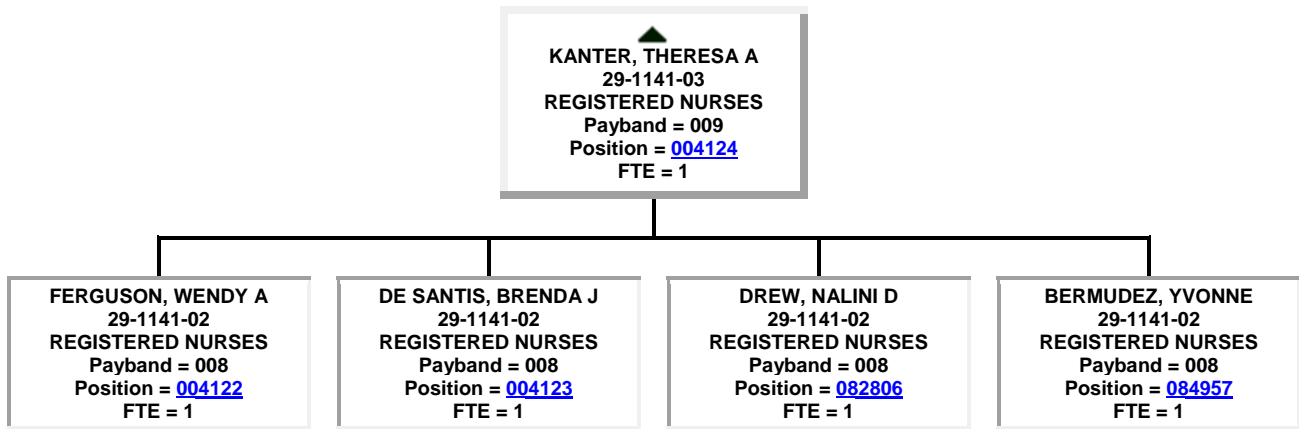 KANTER, THERESA A
29-1141-03
REGISTERED NURSES
Payband = 009
Position = 004124
FTE = 1
FERGUSON, WENDY A
29-1141-02
REGISTERED NURSES
Payband = 008
Position = 004122
FTE = 1
DE SANTIS, BRENDA J
29-1141-02
REGISTERED NURSES
Payband = 008
Position = 004123
FTE = 1
DREW, NALINI D
29-1141-02
REGISTERED NURSES
Payband = 008
Position = 082806
FTE = 1
BERMUDEZ, YVONNE
29-1141-02
REGISTERED NURSES
Payband = 008
Position = 084957
FTE = 1